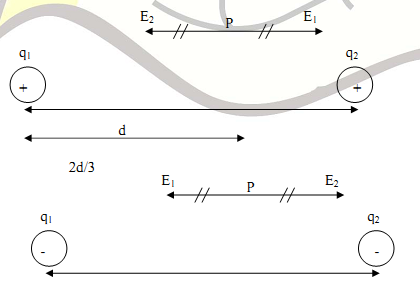 E2 P E1
q1 q2
+ +
d
2d/3
E1 P E2
q1 q2
- -